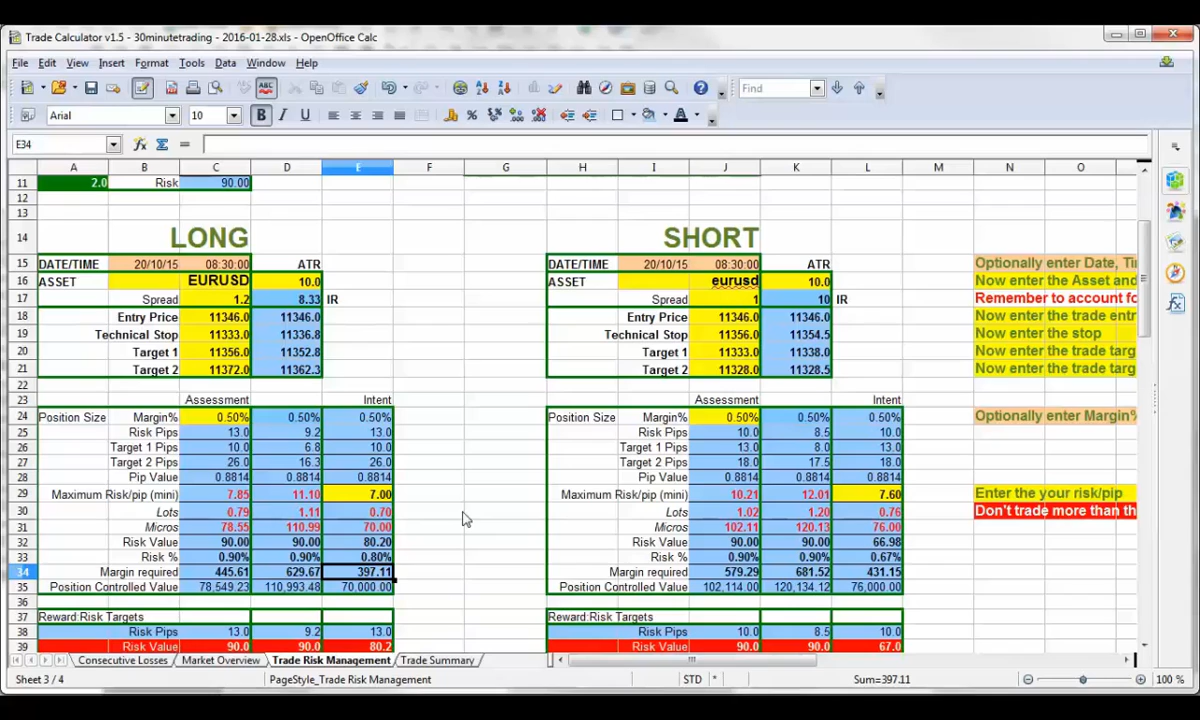 Trade Calculator v1.5 - 30minutetrading - 2016-01-28.xls - OpenOffice Calc
File Edit View Insert Format Tools Data Window Help
Find
Arial 10
E34
A B C D E F G H I J K L M N O
11 2.0 Risk 90.00
12
13
14 LONG SHORT
15 DATE/TIME 20/10/15 08:30:00 ATR DATE/TIME 20/10/15 08:30:00 ATR Optionally enter Date, Ti
16 ASSET EURUSD 10.0 ASSET eurusd 10.0 Now enter the Asset and
17 Spread 1.2 8.33 IR Spread 1 10 IR Remember to account fo
18 Entry Price 11346.0 11346.0 Entry Price 11346.0 11346.0 Now enter the trade entr
19 Technical Stop 11333.0 11336.8 Technical Stop 11356.0 11354.5 Now enter the stop
20 Target 1 11356.0 11352.8 Target 1 11333.0 11338.0 Now enter the trade targ
21 Target 2 11372.0 11362.3 Target 2 11328.0 11328.5 Now enter the trade targ
22
23 Assessment Intent Assessment Intent
24 Position Size Margin% 0.50% 0.50% 0.50% Position Size Margin% 0.50% 0.50% 0.50% Optionally enter Margin%
25 Risk Pips 13.0 9.2 13.0 Risk Pips 10.0 8.5 10.0
26 Target 1 Pips 10.0 6.8 10.0 Target 1 Pips 13.0 8.0 13.0
27 Target 2 Pips 26.0 16.3 26.0 Target 2 Pips 18.0 17.5 18.0
28 Pip Value 0.8814 0.8814 0.8814 Pip Value 0.8814 0.8814 0.8814
29 Maximum Risk/pip (mini) 7.85 11.10 7.00 Maximum Risk/pip (mini) 10.21 12.01 7.60 Enter the your risk/pip
30 Lots 0.79 1.11 0.70 Lots 1.02 1.20 0.76 Don't trade more than th
31 Micros 78.55 110.99 70.00 Micros 102.11 120.13 76.00
32 Risk Value 90.00 90.00 80.20 Risk Value 90.00 90.00 66.98
33 Risk % 0.90% 0.90% 0.80% Risk % 0.90% 0.90% 0.67%
34 Margin required 445.61 629.67 397.11 Margin required 579.29 681.52 431.15
35 Position Controlled Value 78,549.23 110,993.48 70,000.00 Position Controlled Value 102,114.00 120,134.12 76,000.00
36
37 Reward:Risk Targets Reward:Risk Targets
38 Risk Pips 13.0 9.2 13.0 Risk Pips 10.0 8.5 10.0
39 Risk Value 90.0 90.0 80.2 Risk Value 90.0 90.0 67.0
Consecutive Losses Market Overview Trade Risk Management Trade Summary
Sheet 3 / 4 PageStyle_Trade Risk Management STD * Sum=397.11 100 %